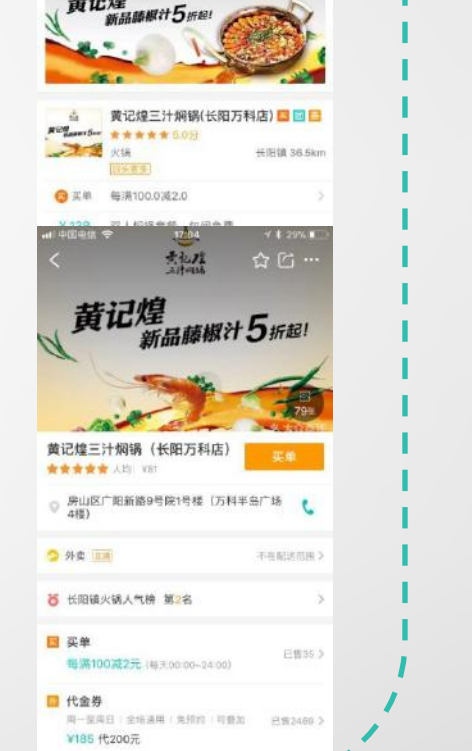 黄记煌
新品藤椒汁5折起!
黄记煌三汁焖锅(长阳万科店)
5.0分
火锅 长阳镇 36.5km
买单 每满100.0减2.0
中国电信 17:04 29%
黄记煌
三汁焖锅
黄记煌
新品藤椒汁5折起!
79张
黄记煌三汁焖锅（长阳万科店） 买单
人均: ¥81
房山区广阳新路9号院1号楼（万科半岛广场
4楼）
外卖 不在配送范围
长阳镇火锅人气榜 第2名
买单
每满100减2元 (每天00:00~24:00) 已售35
代金券
周一至周日 | 全场通用 | 免预约 | 可叠加 已售2469
¥185 代200元